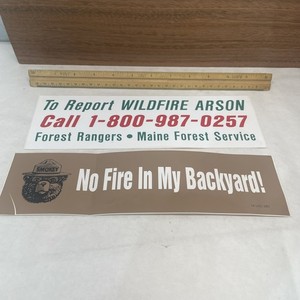 To Report WILDFIRE ARSON
Call 1-800-987-0257
Forest Rangers • Maine Forest Service
SMOKEY
No Fire In My Backyard!